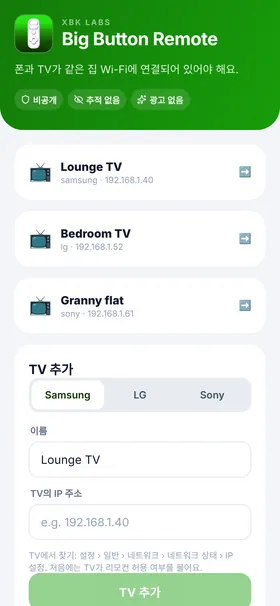 XBK LABS
Big Button Remote
폰과 TV가 같은 집 Wi-Fi에 연결되어 있어야 해요.
비공개
추적 없음
광고 없음
Lounge TV
samsung · 192.168.1.40
Bedroom TV
lg · 192.168.1.52
Granny flat
sony · 192.168.1.61
TV 추가
Samsung
LG
Sony
이름
Lounge TV
TV의 IP 주소
e.g. 192.168.1.40
TV에서 찾기: 설정 › 일반 › 네트워크 › 네트워크 상태 › IP
설정. 처음에는 TV가 리모컨 허용 여부를 물어요.
TV 추가